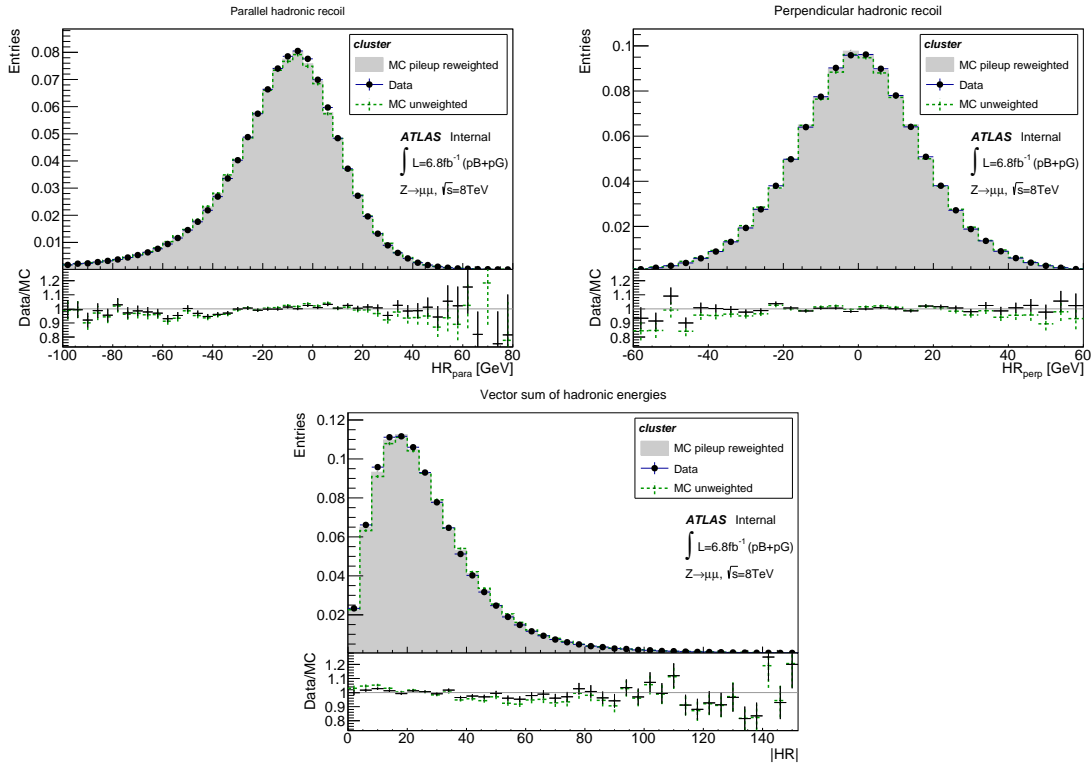 Parallel hadronic recoil
Entries
0.08
0.07
0.06
0.05
0.04
0.03
0.02
0.01
cluster
MC pileup reweighted
Data
MC unweighted
ATLAS Internal
∫ L=6.8fb⁻¹ (pB+pG)
Z→μμ, √s=8TeV
Data/MC
1.2
1.1
1.0
0.9
0.8
-100 -80 -60 -40 -20 0 20 40 60 80
HR_para [GeV]
Perpendicular hadronic recoil
Entries
0.1
0.08
0.06
0.04
0.02
cluster
MC pileup reweighted
Data
MC unweighted
ATLAS Internal
∫ L=6.8fb⁻¹ (pB+pG)
Z→μμ, √s=8TeV
Data/MC
1.2
1.1
1.0
0.9
0.8
-60 -40 -20 0 20 40 60
HR_perp [GeV]
Vector sum of hadronic energies
Entries
0.12
0.1
0.08
0.06
0.04
0.02
cluster
MC pileup reweighted
Data
MC unweighted
ATLAS Internal
∫ L=6.8fb⁻¹ (pB+pG)
Z→μμ, √s=8TeV
Data/MC
1.2
1.1
1
0.9
0.8
0 20 40 60 80 100 120 140
|HR|